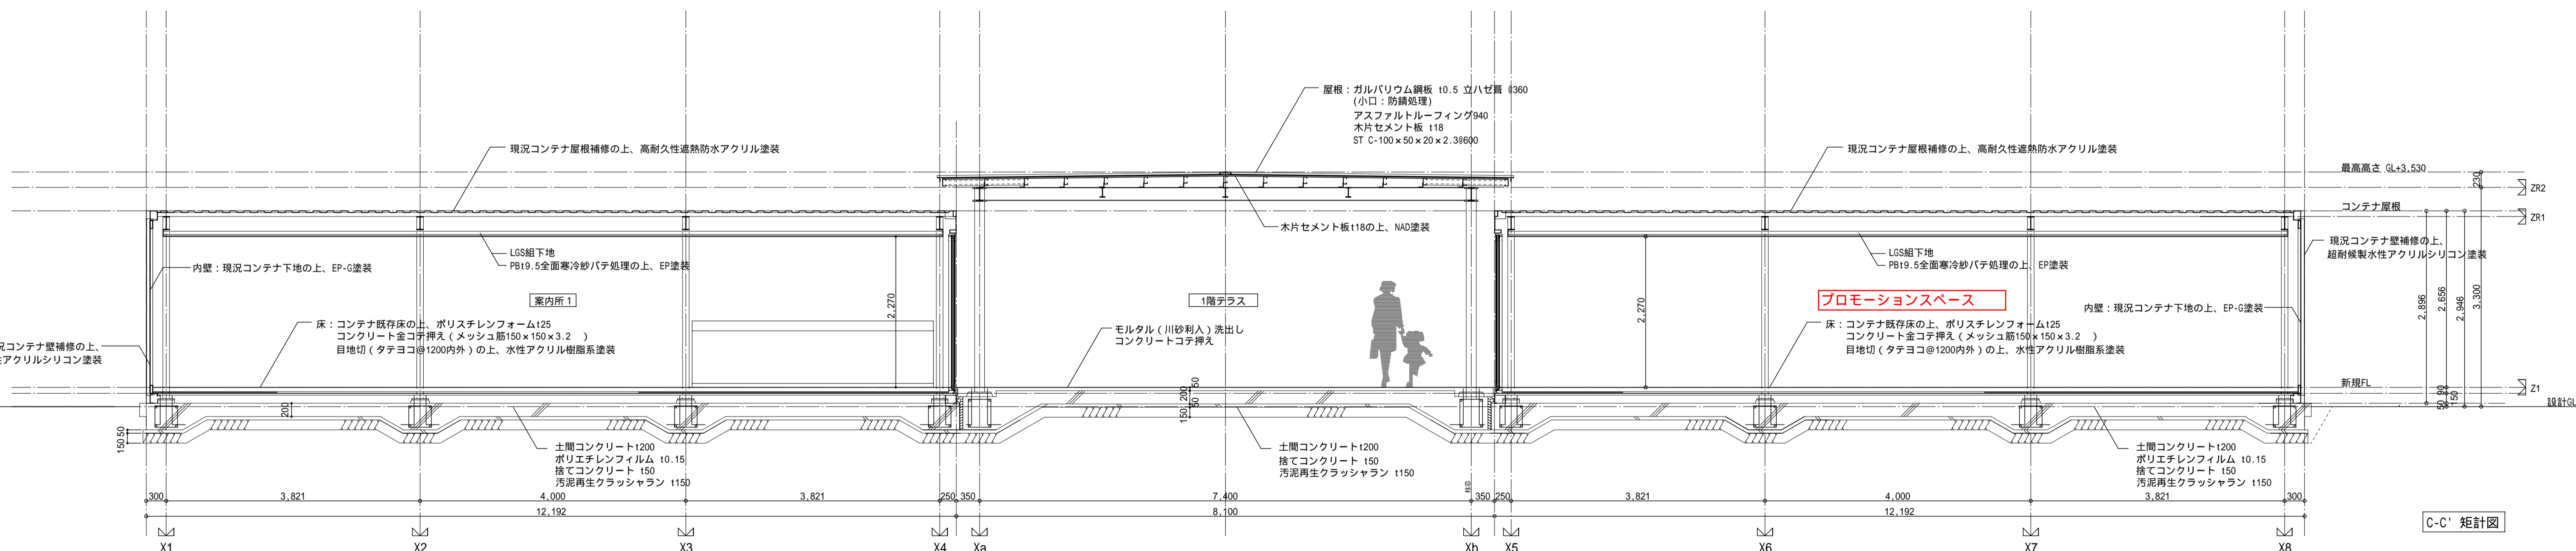 屋根：ガルバリウム鋼板 t0.5 立ハゼ葺 @360
(小口：防錆処理)
アスファルトルーフィング940
木片セメント板 t18
ST C-100×50×20×2.3@600
現況コンテナ屋根補修の上、高耐久性遮熱防水アクリル塗装
現況コンテナ屋根補修の上、高耐久性遮熱防水アクリル塗装
最高高さ GL+3,530
230
ZR2
コンテナ屋根
ZR1
木片セメント板t18の上、NAD塗装
LGS組下地
PBt9.5全面寒冷紗パテ処理の上、EP塗装
内壁：現況コンテナ下地の上、EP-G塗装
案内所１
2,270
1階テラス
2,270
LGS組下地
PBt9.5全面寒冷紗パテ処理の上、EP塗装
プロモーションスペース
内壁：現況コンテナ下地の上、EP-G塗装
現況コンテナ壁補修の上、
超耐候製水性アクリルシリコン塗装
2,896
2,656
2,946
3,300
床：コンテナ既存床の上、ポリスチレンフォームt25
コンクリート金コテ押え（メッシュ筋150×150×3.2　）
目地切（タテヨコ@1200内外）の上、水性アクリル樹脂系塗装
モルタル（川砂利入）洗出し
コンクリートコテ押え
床：コンテナ既存床の上、ポリスチレンフォームt25
コンクリート金コテ押え（メッシュ筋150×150×3.2　）
目地切（タテヨコ@1200内外）の上、水性アクリル樹脂系塗装
況コンテナ壁補修の上、
性アクリルシリコン塗装
新規FL
Z1
設計GL
50
90
150
200
150
50
150
50
200
50
土間コンクリートt200
ポリエチレンフィルム t0.15
捨てコンクリート t50
汚泥再生クラッシャラン t150
土間コンクリートt200
捨てコンクリート t50
汚泥再生クラッシャラン t150
土間コンクリートt200
ポリエチレンフィルム t0.15
捨てコンクリート t50
汚泥再生クラッシャラン t150
300
3,821
4,000
3,821
250
350
7,400
350
250
3,821
4,000
3,821
300
12,192
8,100
12,192
X1
X2
X3
X4
Xa
Xb
X5
X6
X7
X8
C-C' 矩計図